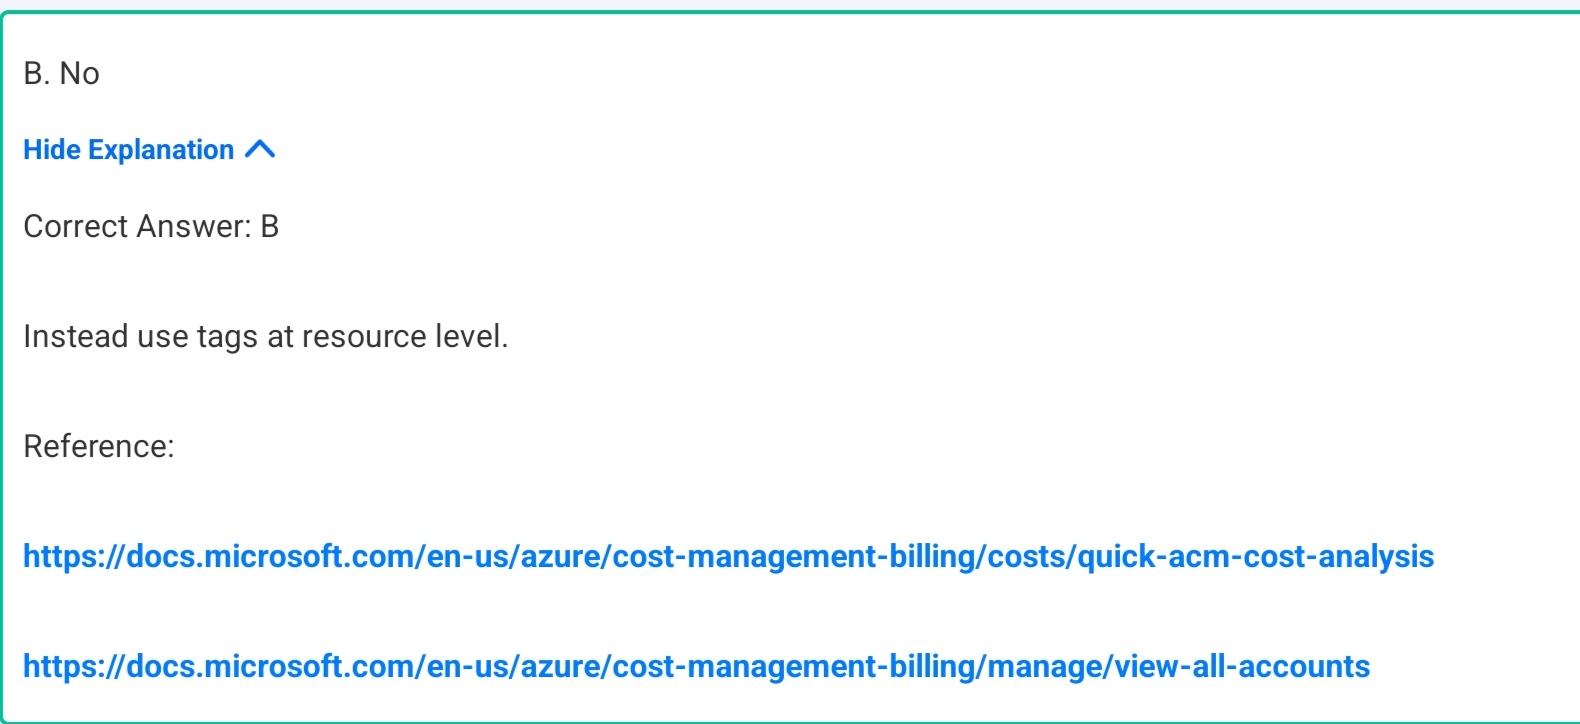 B. No
Hide Explanation
Correct Answer: B
Instead use tags at resource level.
Reference:
https://docs.microsoft.com/en-us/azure/cost-management-billing/costs/quick-acm-cost-analysis
https://docs.microsoft.com/en-us/azure/cost-management-billing/manage/view-all-accounts